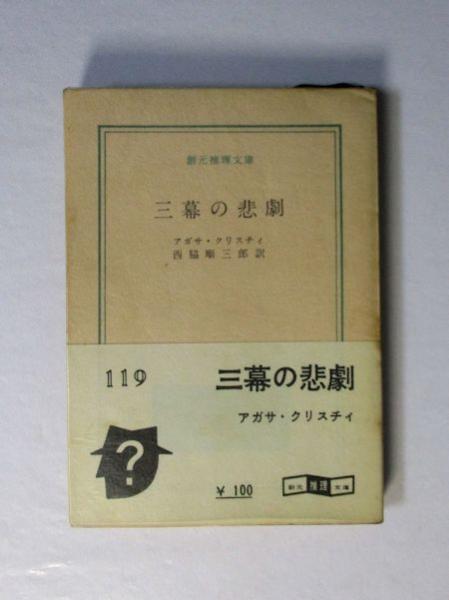 創元推理文庫
三幕の悲劇
アガサ・クリスチィ
西脇順三郎訳
119
三幕の悲劇
アガサ・クリスチィ
?
¥ 100
創元 推理 文庫